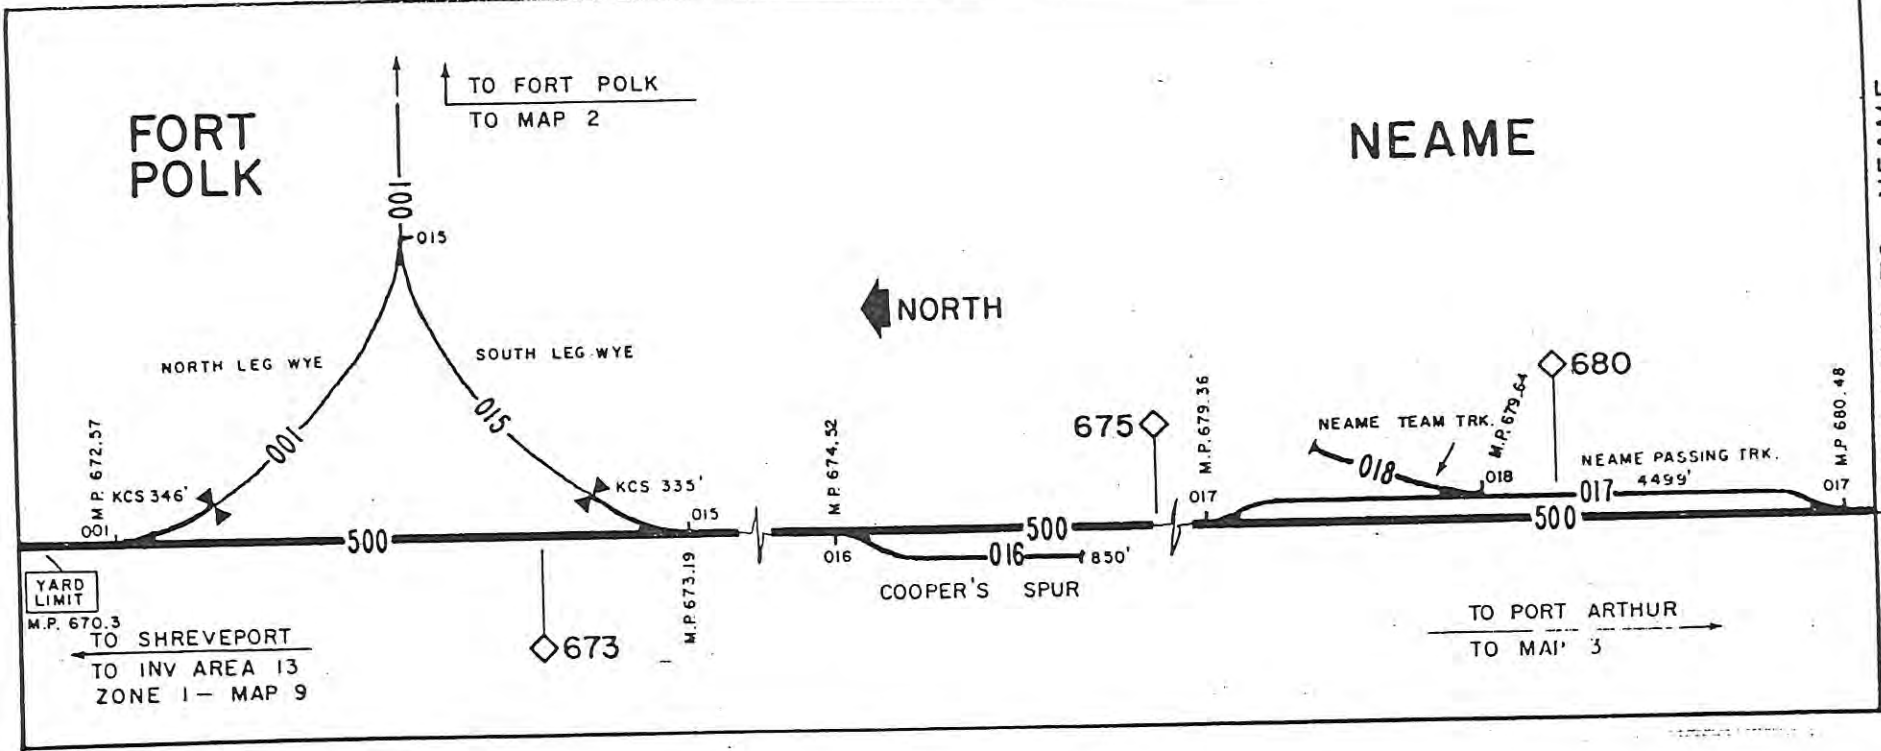 TO FORT POLK
TO MAP 2
FORT
POLK
NEAME
001
015
NORTH
NORTH LEG WYE
SOUTH LEG WYE
680
M.P. 672.57
001
015
M.P. 674.52
675
M.P. 679.36
NEAME TEAM TRK.
M.P. 679.64
M.P. 680.48
KCS 346'
KCS 335'
018
018
NEAME PASSING TRK.
4499'
017
017
017
001
015
500
500
500
016
016
850'
YARD
LIMIT
M.P. 670.3
M.P. 673.19
COOPER'S SPUR
673
TO SHREVEPORT
TO INV AREA 13
ZONE 1 - MAP 9
TO PORT ARTHUR
TO MAP 3
NEAME